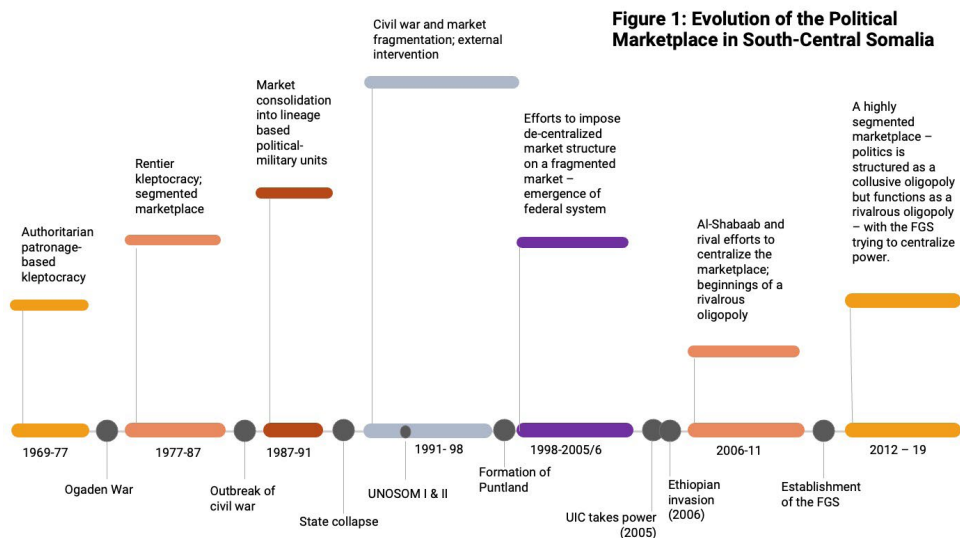 Figure 1: Evolution of the Political
Marketplace in South-Central Somalia
Authoritarian
patronage-
based
kleptocracy
Rentier
kleptocracy;
segmented
marketplace
Market
consolidation
into lineage
based
political-
military units
Civil war and market
fragmentation; external
intervention
Efforts to impose
de-centralized
market structure
on a fragmented
market –
emergence of
federal system
Al-Shabaab and
rival efforts to
centralize the
marketplace;
beginnings of a
rivalrous
oligopoly
A highly
segmented
marketplace –
politics is
structured as a
collusive oligopoly
but functions as a
rivalrous oligopoly
– with the FGS
trying to centralize
power.
1969-77
1977-87
1987-91
1991- 98
1998-2005/6
2006-11
2012 – 19
Ogaden War
Outbreak of
civil war
State collapse
UNOSOM I & II
Formation of
Puntland
UIC takes power
(2005)
Ethiopian
invasion
(2006)
Establishment
of the FGS